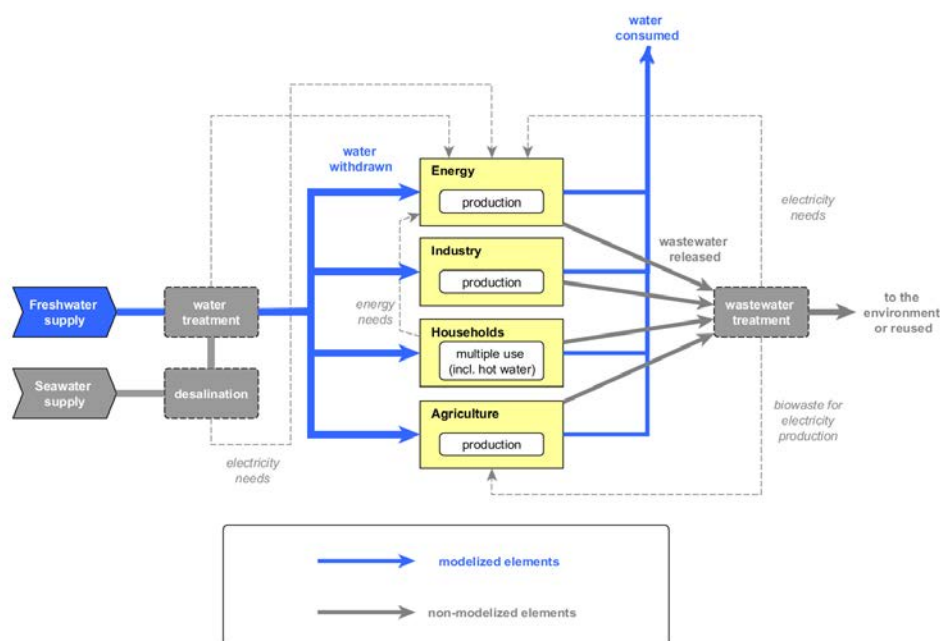 water
consumed
water
withdrawn
Energy
production
electricity
needs
wastewater
released
Industry
production
Freshwater
supply
water
treatment
energy
needs
wastewater
treatment
to the
environment
or reused
Households
multiple use
(incl. hot water)
Seawater
supply
desalination
Agriculture
production
biowaste for
electricity
production
electricity
needs
modelized elements
non-modelized elements